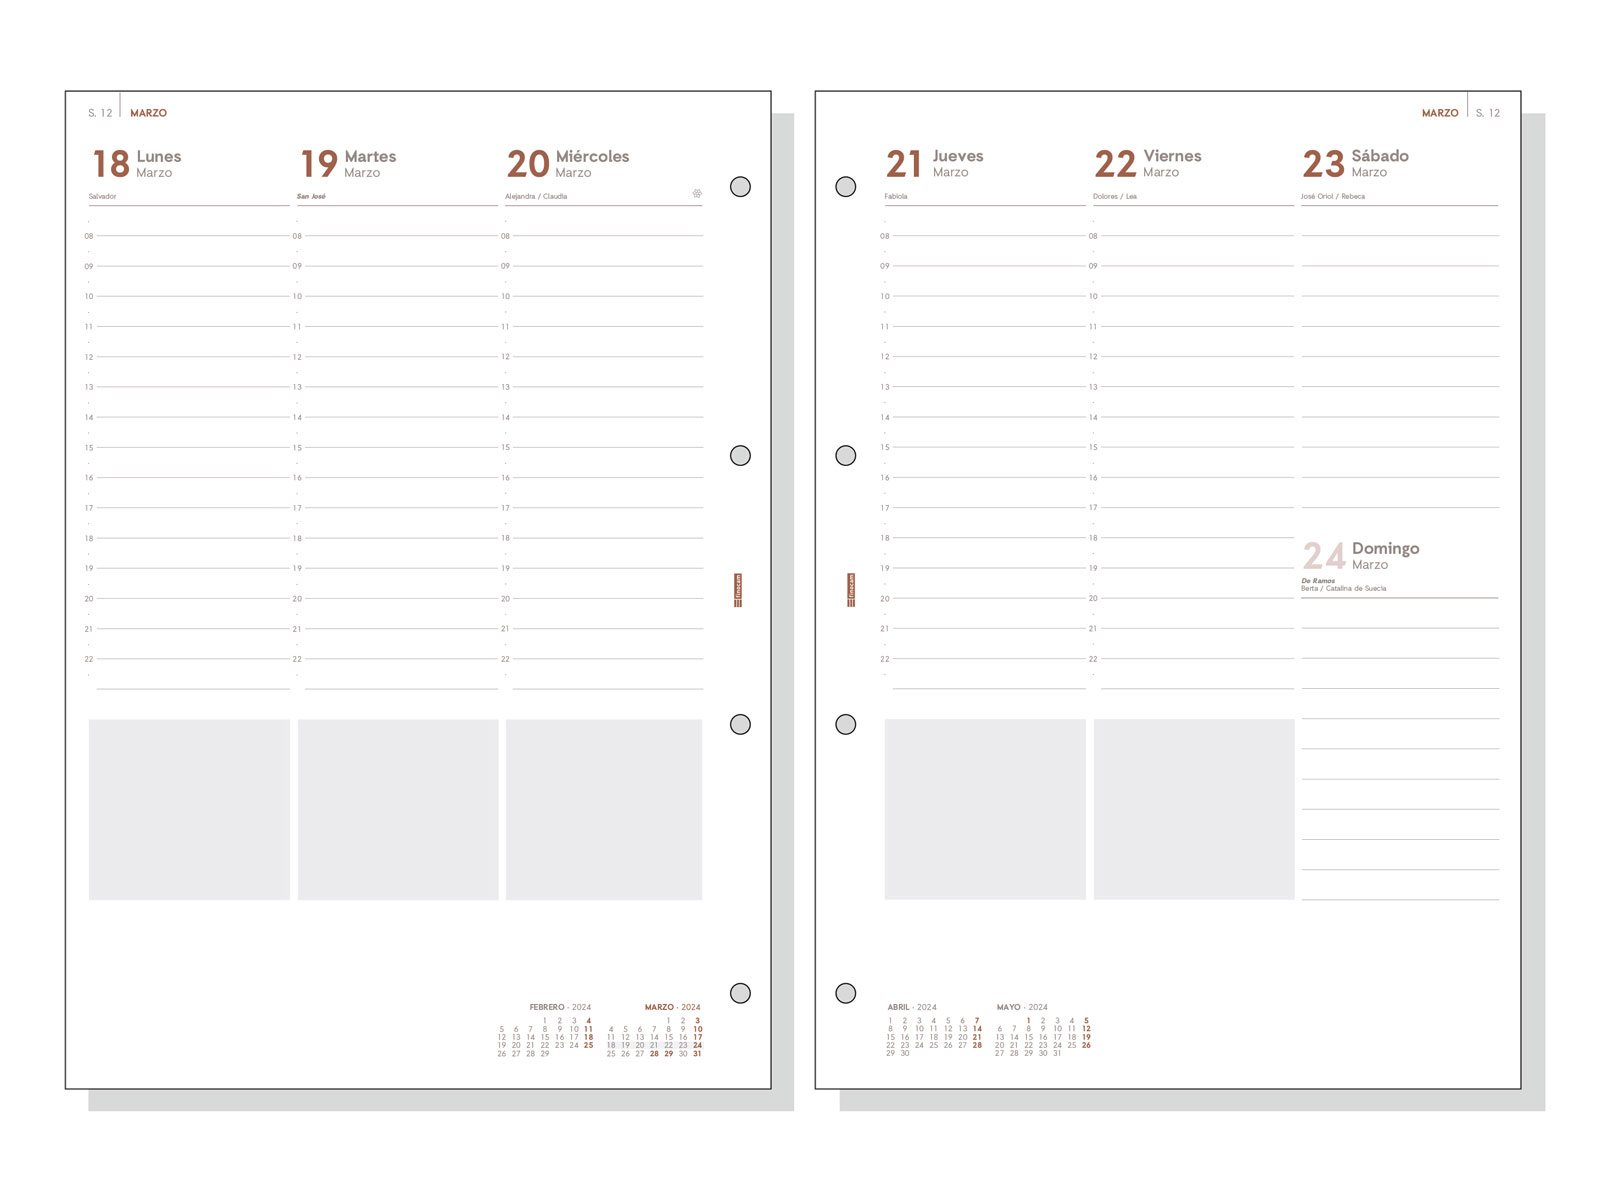 S. 12 MARZO
18 Lunes
Marzo
Salvador
08
09
10
11
12
13
14
15
16
17
18
19
20
21
22
19 Martes
Marzo
San José
08
09
10
11
12
13
14
15
16
17
18
19
20
21
22
20 Miércoles
Marzo
Alejandra / Claudia
08
09
10
11
12
13
14
15
16
17
18
19
20
21
22
finocam
FEBRERO · 2024
1 2 3 4
5 6 7 8 9 10 11
12 13 14 15 16 17 18
19 20 21 22 23 24 25
26 27 28 29
MARZO · 2024
1 2 3
4 5 6 7 8 9 10
11 12 13 14 15 16 17
18 19 20 21 22 23 24
25 26 27 28 29 30 31
MARZO S. 12
21 Jueves
Marzo
Fabiola
08
09
10
11
12
13
14
15
16
17
18
19
20
21
22
22 Viernes
Marzo
Dolores / Lea
08
09
10
11
12
13
14
15
16
17
18
19
20
21
22
23 Sábado
Marzo
José Oriol / Rebeca
24 Domingo
Marzo
De Ramos
Berta / Catalina de Suecia
finocam
ABRIL · 2024
1 2 3 4 5 6 7
8 9 10 11 12 13 14
15 16 17 18 19 20 21
22 23 24 25 26 27 28
29 30
MAYO · 2024
1 2 3 4 5
6 7 8 9 10 11 12
13 14 15 16 17 18 19
20 21 22 23 24 25 26
27 28 29 30 31